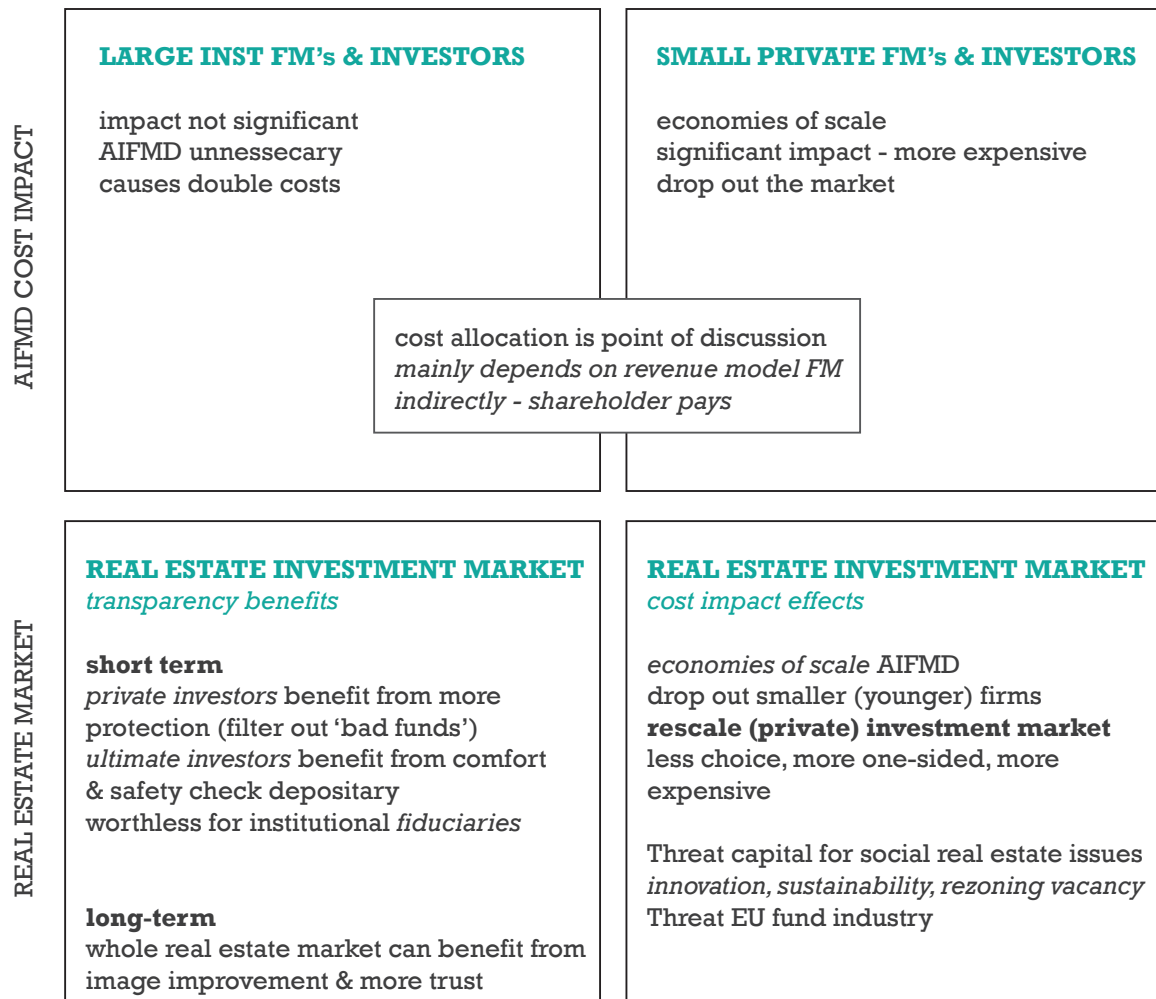 AIFMD COST IMPACT
LARGE INST FM's & INVESTORS
impact not significant
AIFMD unnessecary
causes double costs
SMALL PRIVATE FM's & INVESTORS
economies of scale
significant impact - more expensive
drop out the market
cost allocation is point of discussion
mainly depends on revenue model FM
indirectly - shareholder pays
REAL ESTATE MARKET
REAL ESTATE INVESTMENT MARKET
transparency benefits
short term
private investors benefit from more
protection (filter out ‘bad funds’)
ultimate investors benefit from comfort
& safety check depositary
worthless for institutional fiduciaries
long-term
whole real estate market can benefit from
image improvement & more trust
REAL ESTATE INVESTMENT MARKET
cost impact effects
economies of scale AIFMD
drop out smaller (younger) firms
rescale (private) investment market
less choice, more one-sided, more
expensive
Threat capital for social real estate issues
innovation, sustainability, rezoning vacancy
Threat EU fund industry